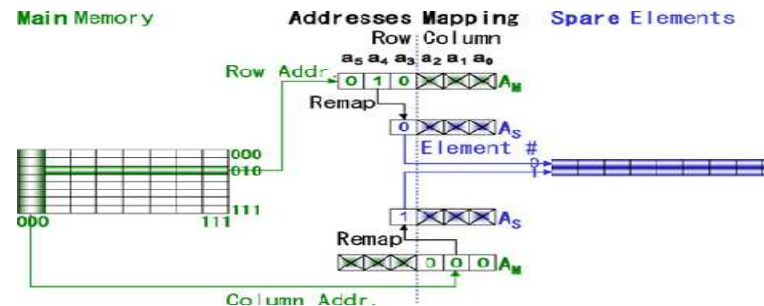 Main Memory Addresses Mapping Spare Elements
Row Column
a5 a4 a3 a2 a1 a0
Row Addr. 0 1 0 AM
Remap
0 AS
Element #
000
010 0
1
111
000 111 1 AS
Remap
0 0 0 AM
Column Addr.